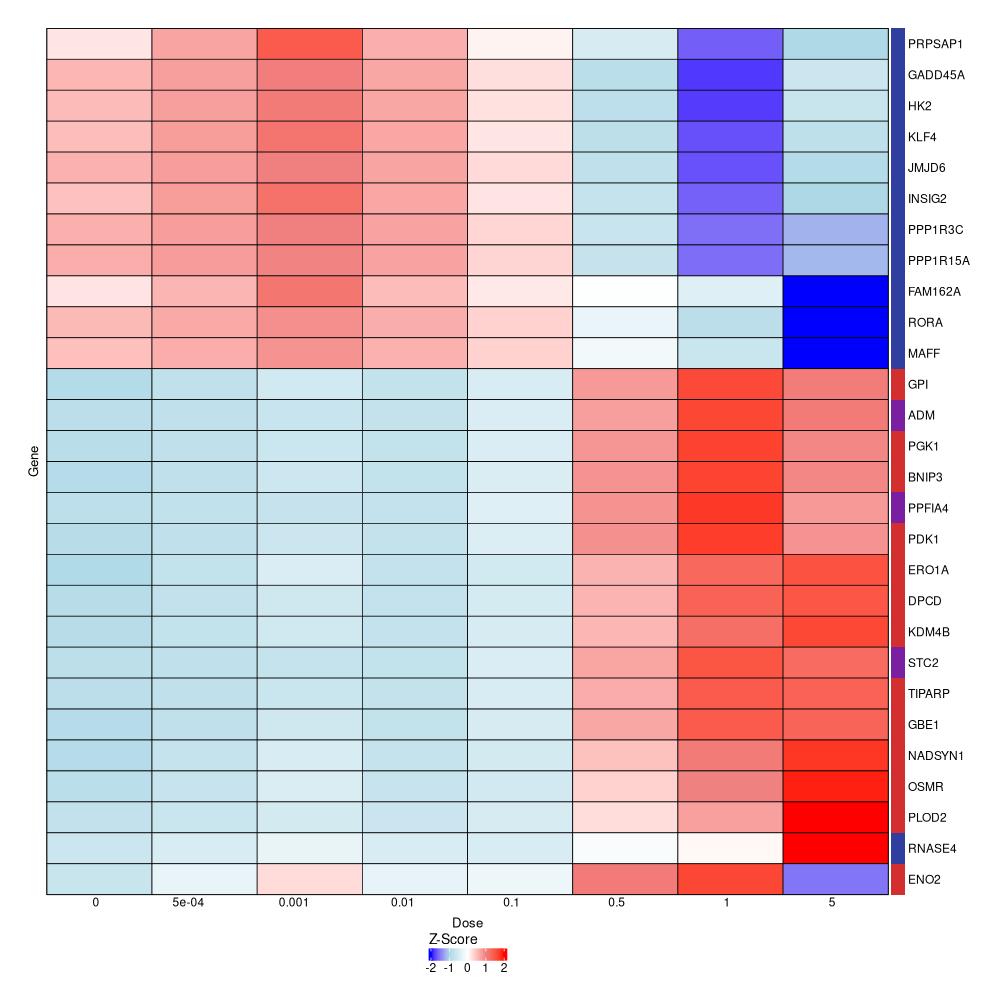 PRPSAP1
GADD45A
HK2
KLF4
JMJD6
INSIG2
PPP1R3C
PPP1R15A
FAM162A
RORA
MAFF
GPI
ADM
PGK1
BNIP3
PPFIA4
PDK1
ERO1A
DPCD
KDM4B
STC2
TIPARP
GBE1
NADSYN1
OSMR
PLOD2
RNASE4
ENO2
Gene
0 5e-04 0.001 0.01 0.1 0.5 1 5
Dose
Z-Score
-2 -1 0 1 2